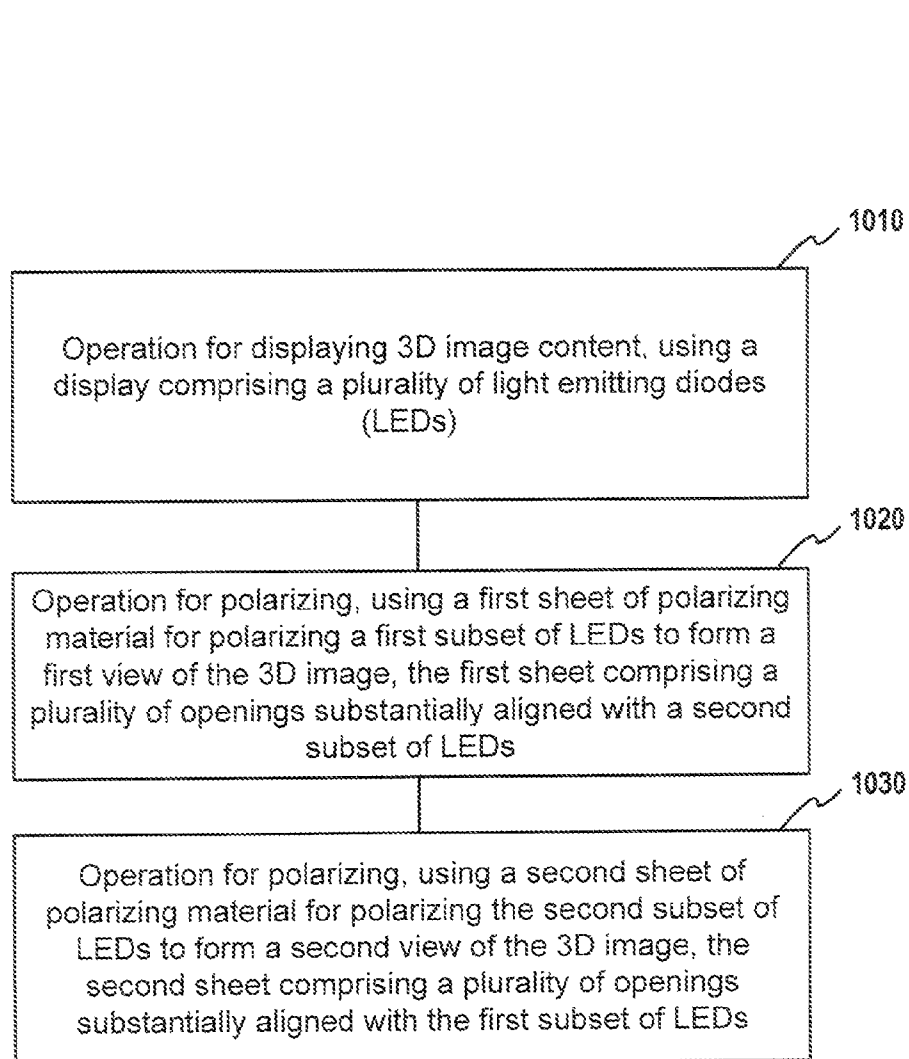 1010
Operation for displaying 3D image content, using a
display comprising a plurality of light emitting diodes
(LEDs)
1020
Operation for polarizing, using a first sheet of polarizing
material for polarizing a first subset of LEDs to form a
first view of the 3D image, the first sheet comprising a
plurality of openings substantially aligned with a second
subset of LEDs
1030
Operation for polarizing, using a second sheet of
polarizing material for polarizing the second subset of
LEDs to form a second view of the 3D image, the
second sheet comprising a plurality of openings
substantially aligned with the first subset of LEDs